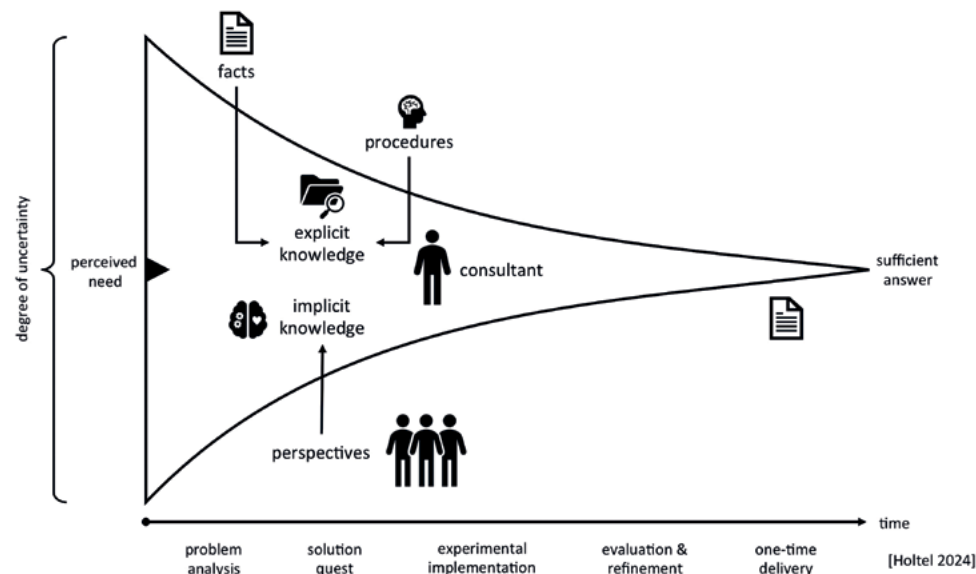 facts
procedures
explicit
knowledge
degree of uncertainty
perceived
need
consultant
sufficient
answer
implicit
knowledge
perspectives
time
problem
analysis
solution
quest
experimental
implementation
evaluation &
refinement
one-time
delivery
[Holtel 2024]